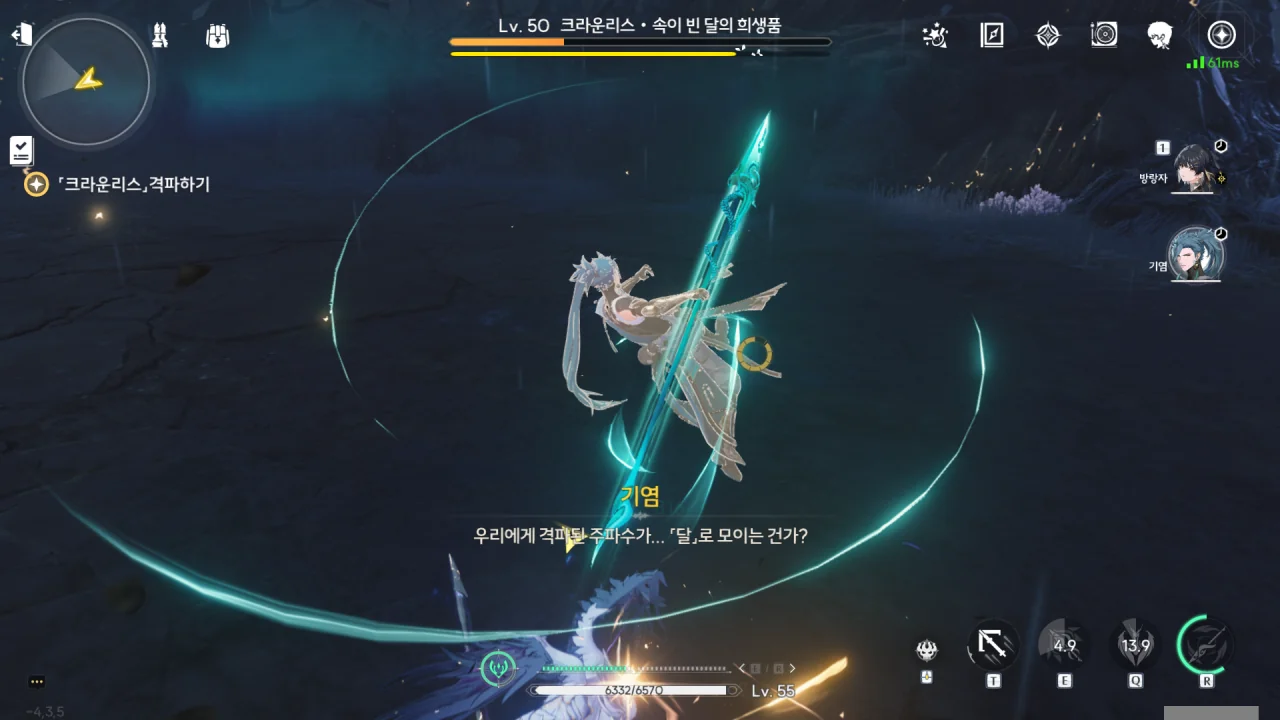 Lv. 50 크라운리스・속이 빈 달의 희생품
61ms
「크라운리스」격파하기
1
방랑자
기염
기염
우리에게 격파된 주파수가... 「달」로 모이는 건가?
4.9
13.9
T
E
Q
R
6332/6570
Lv. 55
-4,3,5